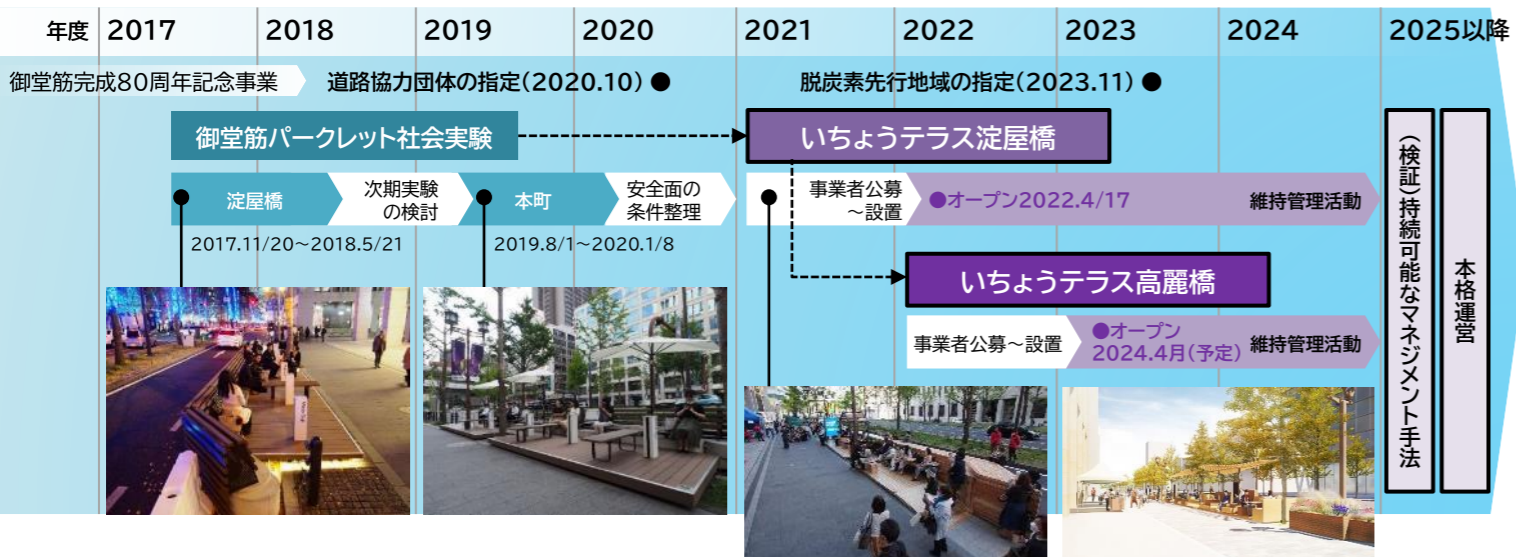 年度
2017
2018
2019
2020
2021
2022
2023
2024
2025以降
御堂筋完成80周年記念事業
道路協力団体の指定(2020.10) ●
脱炭素先行地域の指定(2023.11) ●
御堂筋パークレット社会実験
いちょうテラス淀屋橋
淀屋橋
次期実験
の検討
本町
安全面の
条件整理
事業者公募
～設置
●オープン2022.4/17
維持管理活動
2017.11/20～2018.5/21
2019.8/1～2020.1/8
いちょうテラス高麗橋
事業者公募～設置
●オープン
2024.4月(予定)
維持管理活動
(検証)持続可能なマネジメント手法
本格運営